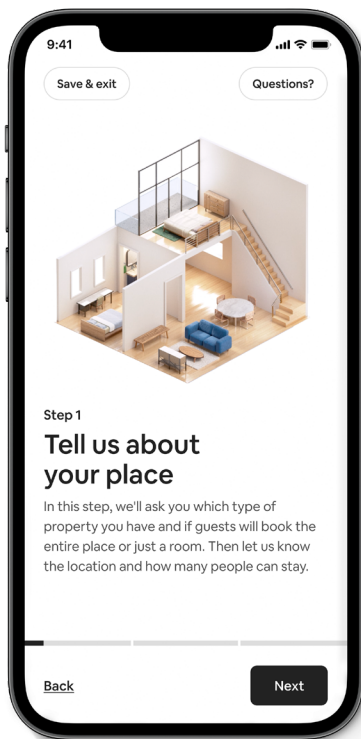 9:41
Save & exit
Questions?
Step 1
Tell us about
your place
In this step, we'll ask you which type of
property you have and if guests will book the
entire place or just a room. Then let us know
the location and how many people can stay.
Back
Next